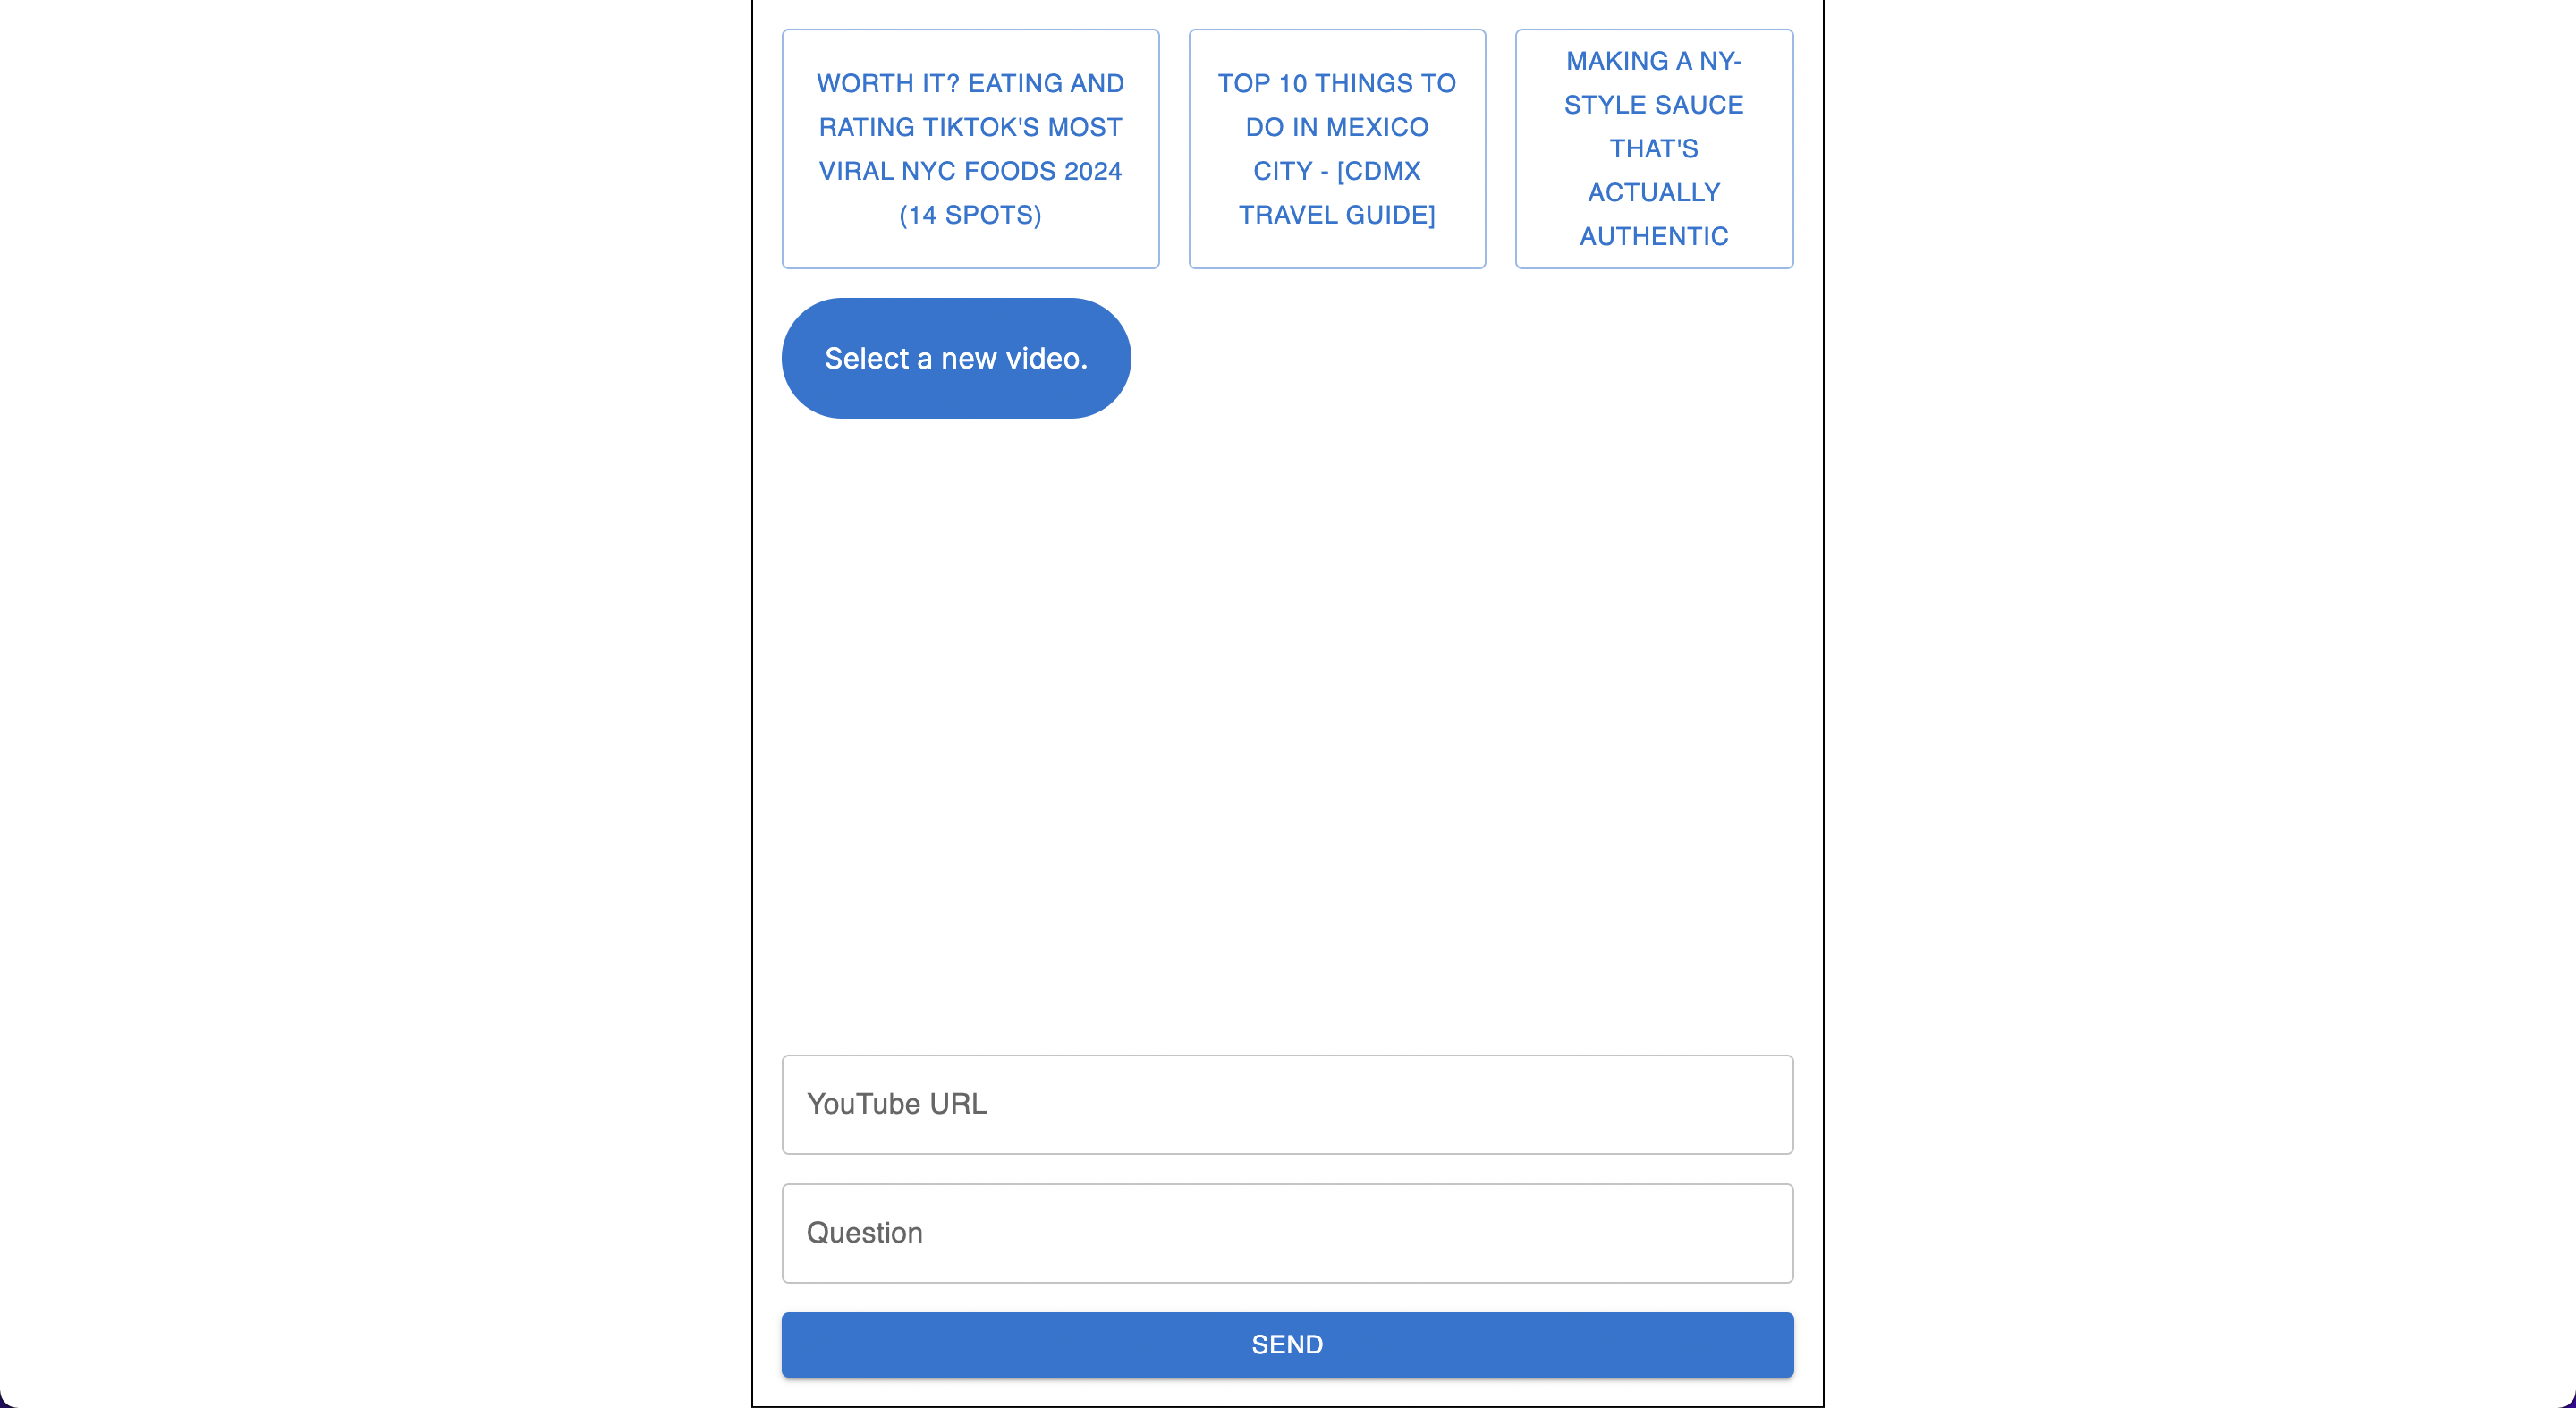 WORTH IT? EATING AND
RATING TIKTOK'S MOST
VIRAL NYC FOODS 2024
(14 SPOTS)
TOP 10 THINGS TO
DO IN MEXICO
CITY - [CDMX
TRAVEL GUIDE]
MAKING A NY-
STYLE SAUCE
THAT'S
ACTUALLY
AUTHENTIC
Select a new video.
YouTube URL
Question
SEND